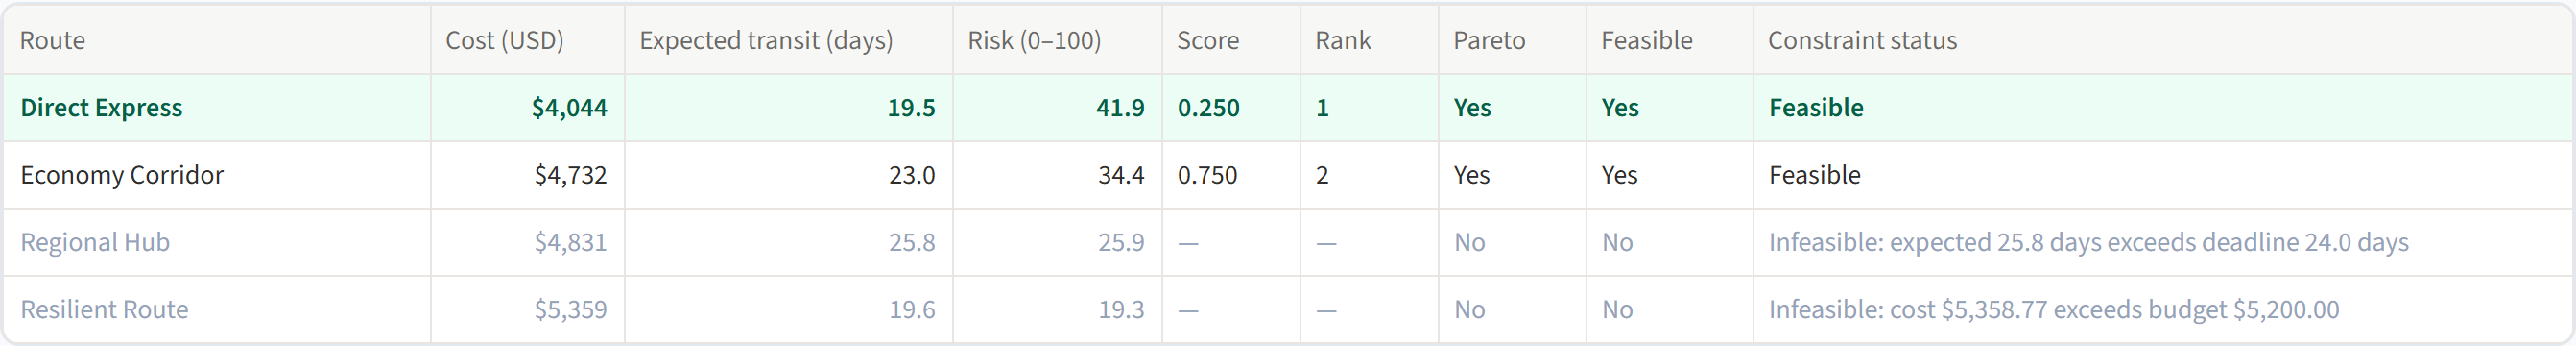 Route Cost (USD) Expected transit (days) Risk (0–100) Score Rank Pareto Feasible Constraint status
Direct Express $4,044 19.5 41.9 0.250 1 Yes Yes Feasible
Economy Corridor $4,732 23.0 34.4 0.750 2 Yes Yes Feasible
Regional Hub $4,831 25.8 25.9 — — No No Infeasible: expected 25.8 days exceeds deadline 24.0 days
Resilient Route $5,359 19.6 19.3 — — No No Infeasible: cost $5,358.77 exceeds budget $5,200.00